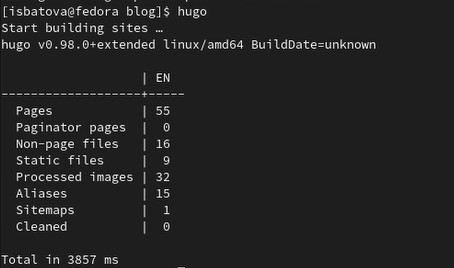 [isbatova@fedora blog]$ hugo
Start building sites …
hugo v0.98.0+extended linux/amd64 BuildDate=unknown
                   | EN
-------------------+-----
  Pages            | 55
  Paginator pages  |  0
  Non-page files   | 16
  Static files     |  9
  Processed images | 32
  Aliases          | 15
  Sitemaps         |  1
  Cleaned          |  0
Total in 3857 ms